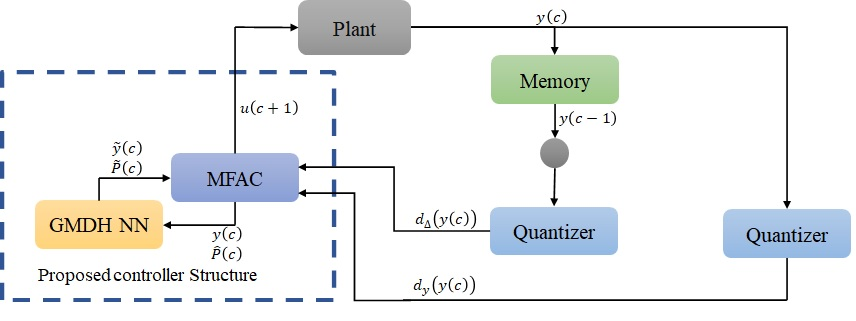 y(c)
Plant
Memory
u(c + 1)
y(c − 1)
ỹ(c)
P̃(c)
MFAC
GMDH NN
d_Δ(y(c))
Quantizer
Quantizer
y(c)
P̂(c)
Proposed controller Structure
d_y(y(c))